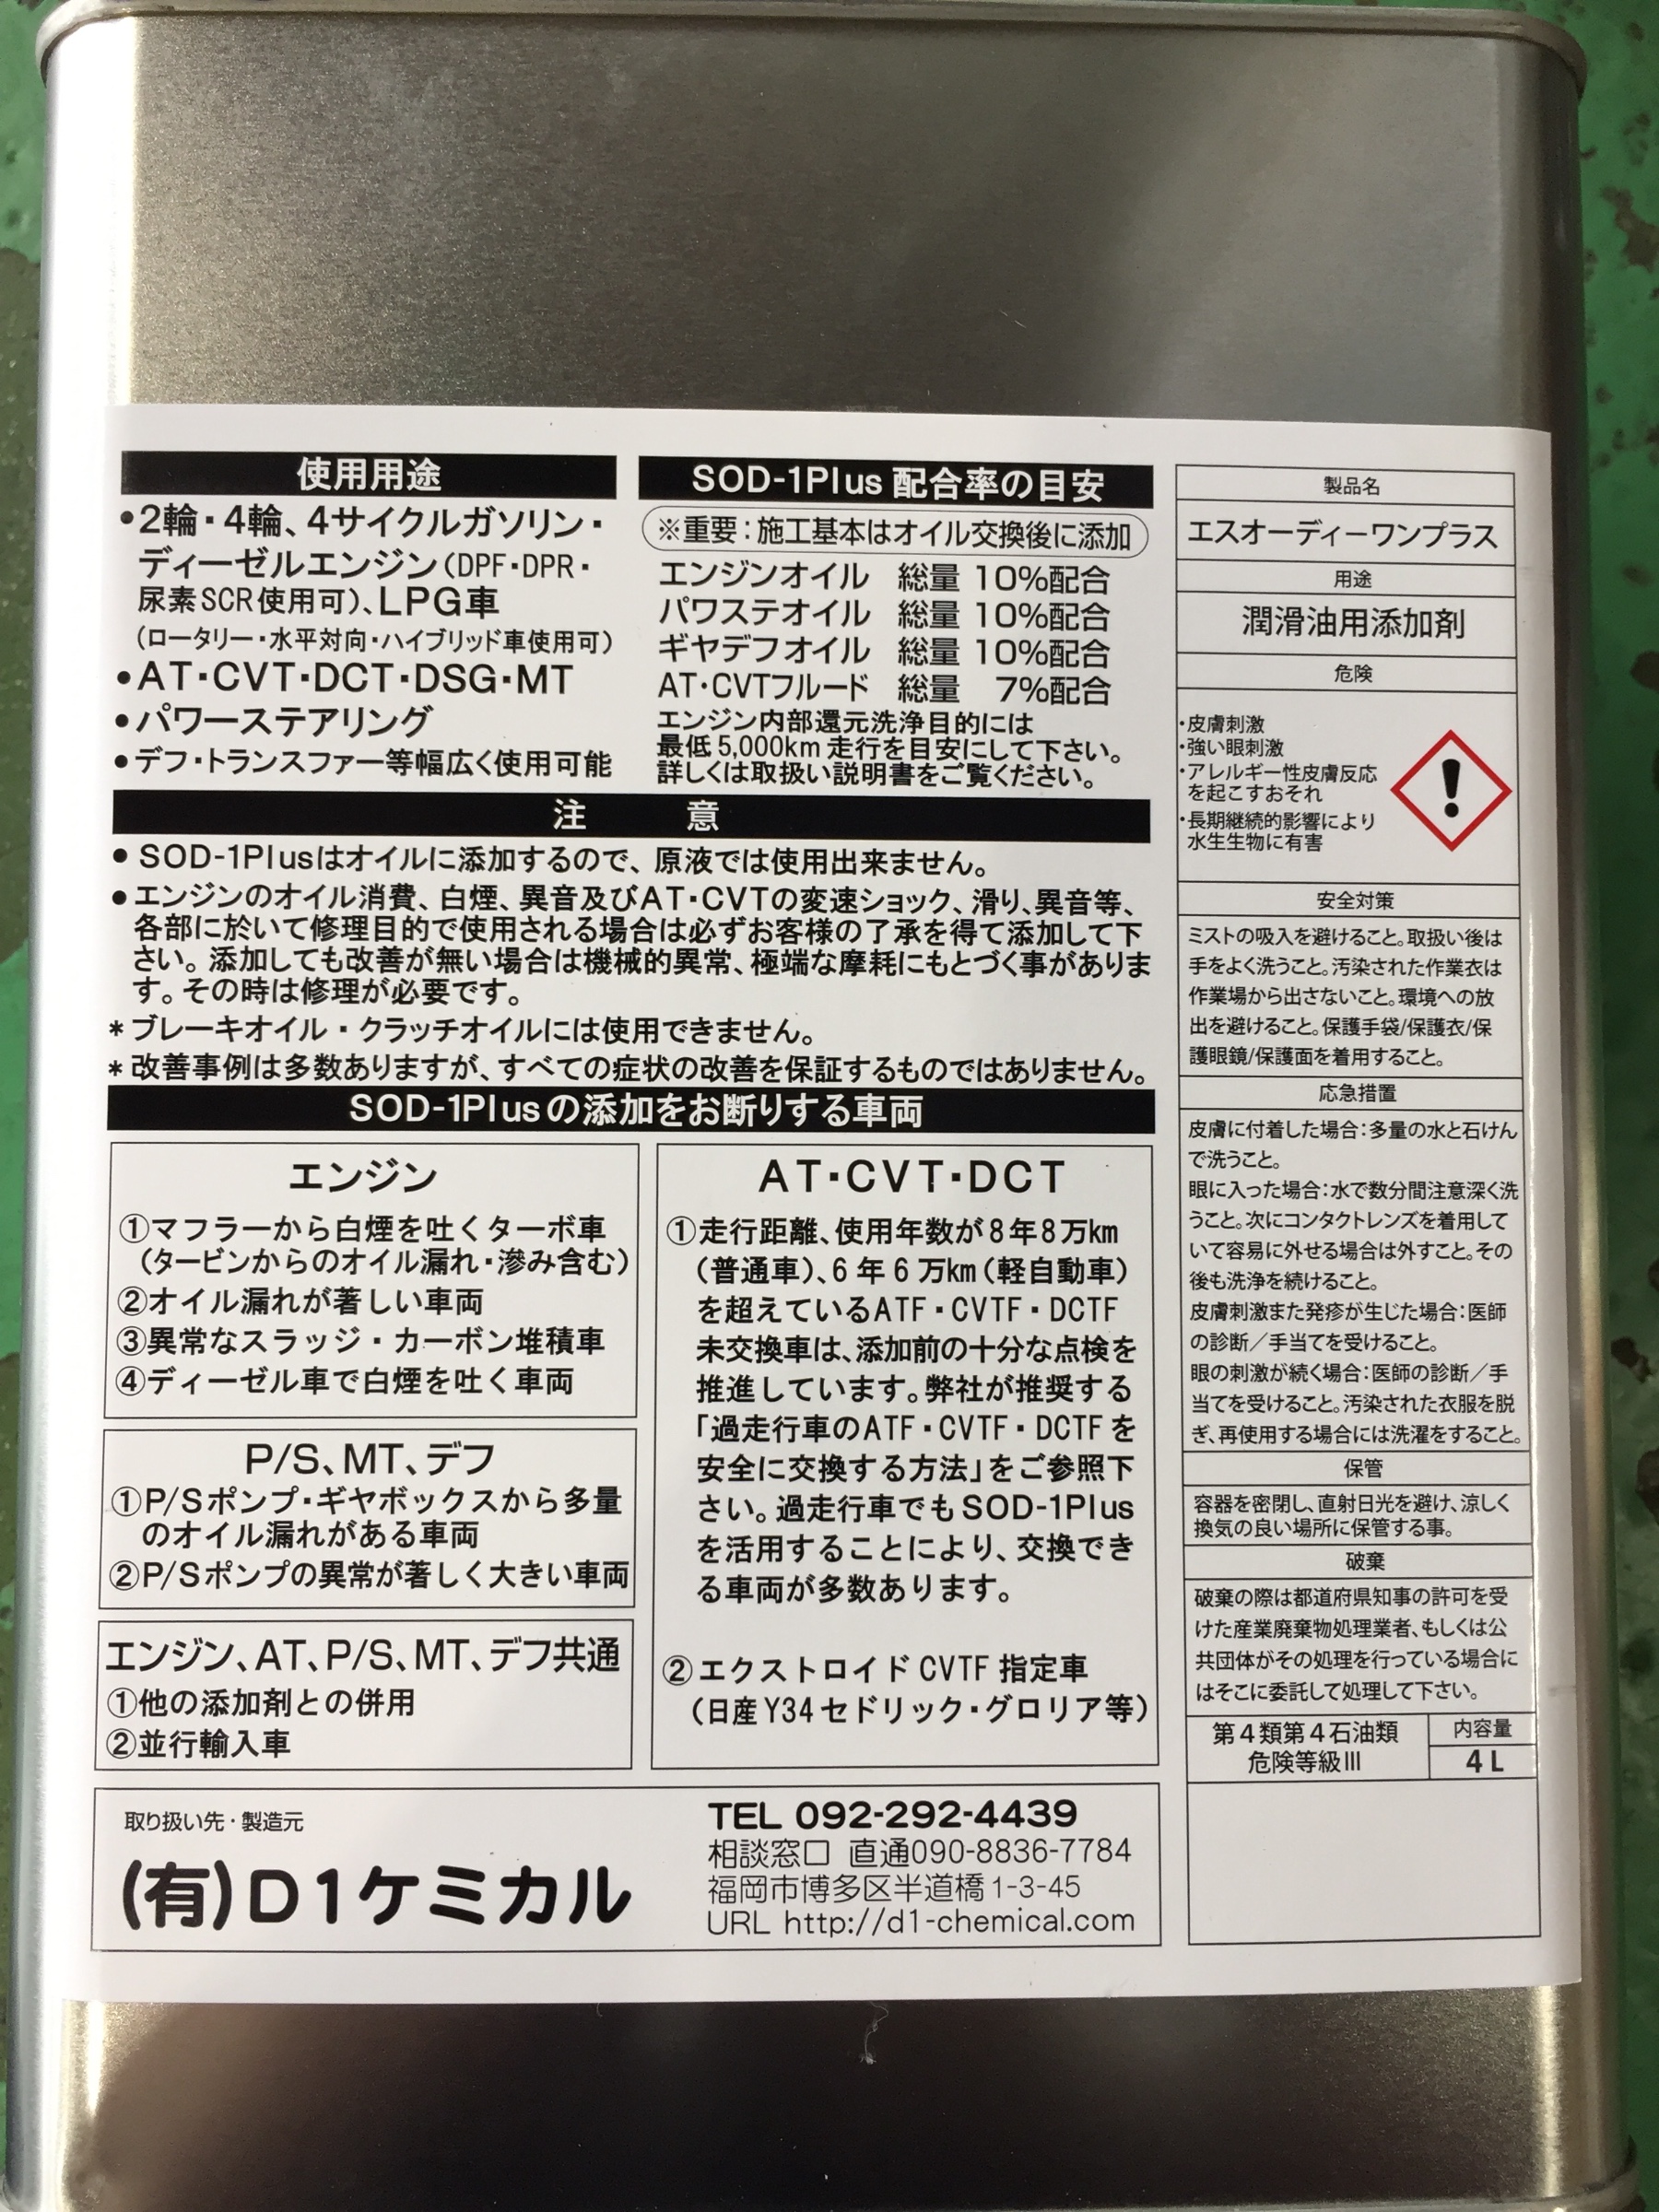 使用用途
•2輪・4輪、4サイクルガソリン・
ディーゼルエンジン(DPF・DPR・
尿素SCR使用可)、LPG車
(ロータリー・水平対向・ハイブリッド車使用可)
•AT・CVT・DCT・DSG・MT
•パワーステアリング
•デフ・トランスファー等幅広く使用可能
SOD-1Plus 配合率の目安
※重要：施工基本はオイル交換後に添加
エンジンオイル 総量 10%配合
パワステオイル 総量 10%配合
ギヤデフオイル 総量 10%配合
AT・CVTフルード 総量 7%配合
エンジン内部還元洗浄目的には
最低5,000km走行を目安にして下さい。
詳しくは取扱い説明書をご覧ください。
注 意
• SOD-1Plusはオイルに添加するので、原液では使用出来ません。
• エンジンのオイル消費、白煙、異音及びAT・CVTの変速ショック、滑り、異音等、
各部に於いて修理目的で使用される場合は必ずお客様の了承を得て添加して下
さい。添加しても改善が無い場合は機械的異常、極端な摩耗にもとづく事がありま
す。その時は修理が必要です。
* ブレーキオイル・クラッチオイルには使用できません。
* 改善事例は多数ありますが、すべての症状の改善を保証するものではありません。
SOD-1Plusの添加をお断りする車両
エンジン
①マフラーから白煙を吐くターボ車
(タービンからのオイル漏れ・滲み含む)
②オイル漏れが著しい車両
③異常なスラッジ・カーボン堆積車
④ディーゼル車で白煙を吐く車両
P/S、MT、デフ
①P/Sポンプ・ギヤボックスから多量
のオイル漏れがある車両
②P/Sポンプの異常が著しく大きい車両
エンジン、AT、P/S、MT、デフ共通
①他の添加剤との併用
②並行輸入車
AT・CVT・DCT
①走行距離、使用年数が8年8万km
(普通車)、6年6万km(軽自動車)
を超えているATF・CVTF・DCTF
未交換車は、添加前の十分な点検を
推進しています。弊社が推奨する
「過走行車のATF・CVTF・DCTFを
安全に交換する方法」をご参照下
さい。過走行車でもSOD-1Plus
を活用することにより、交換でき
る車両が多数あります。
②エクストロイドCVTF指定車
(日産Y34セドリック・グロリア等)
取り扱い先・製造元
(有)D1ケミカル
TEL 092-292-4439
相談窓口 直通090-8836-7784
福岡市博多区半道橋1-3-45
URL http://d1-chemical.com
製品名
エスオーディーワンプラス
用途
潤滑油用添加剤
危険
・皮膚刺激
・強い眼刺激
・アレルギー性皮膚反応
を起こすおそれ
・長期継続的影響により
水生生物に有害
安全対策
ミストの吸入を避けること。取扱い後は
手をよく洗うこと。汚染された作業衣は
作業場から出さないこと。環境への放
出を避けること。保護手袋/保護衣/保
護眼鏡/保護面を着用すること。
応急措置
皮膚に付着した場合：多量の水と石けん
で洗うこと。
眼に入った場合：水で数分間注意深く洗
うこと。次にコンタクトレンズを着用して
いて容易に外せる場合は外すこと。その
後も洗浄を続けること。
皮膚刺激また発疹が生じた場合：医師
の診断／手当てを受けること。
眼の刺激が続く場合：医師の診断／手
当てを受けること。汚染された衣服を脱
ぎ、再使用する場合には洗濯をすること。
保管
容器を密閉し、直射日光を避け、涼しく
換気の良い場所に保管する事。
破棄
破棄の際は都道府県知事の許可を受
けた産業廃棄物処理業者、もしくは公
共団体がその処理を行っている場合に
はそこに委託して処理して下さい。
第4類第4石油類
危険等級Ⅲ
内容量
4L